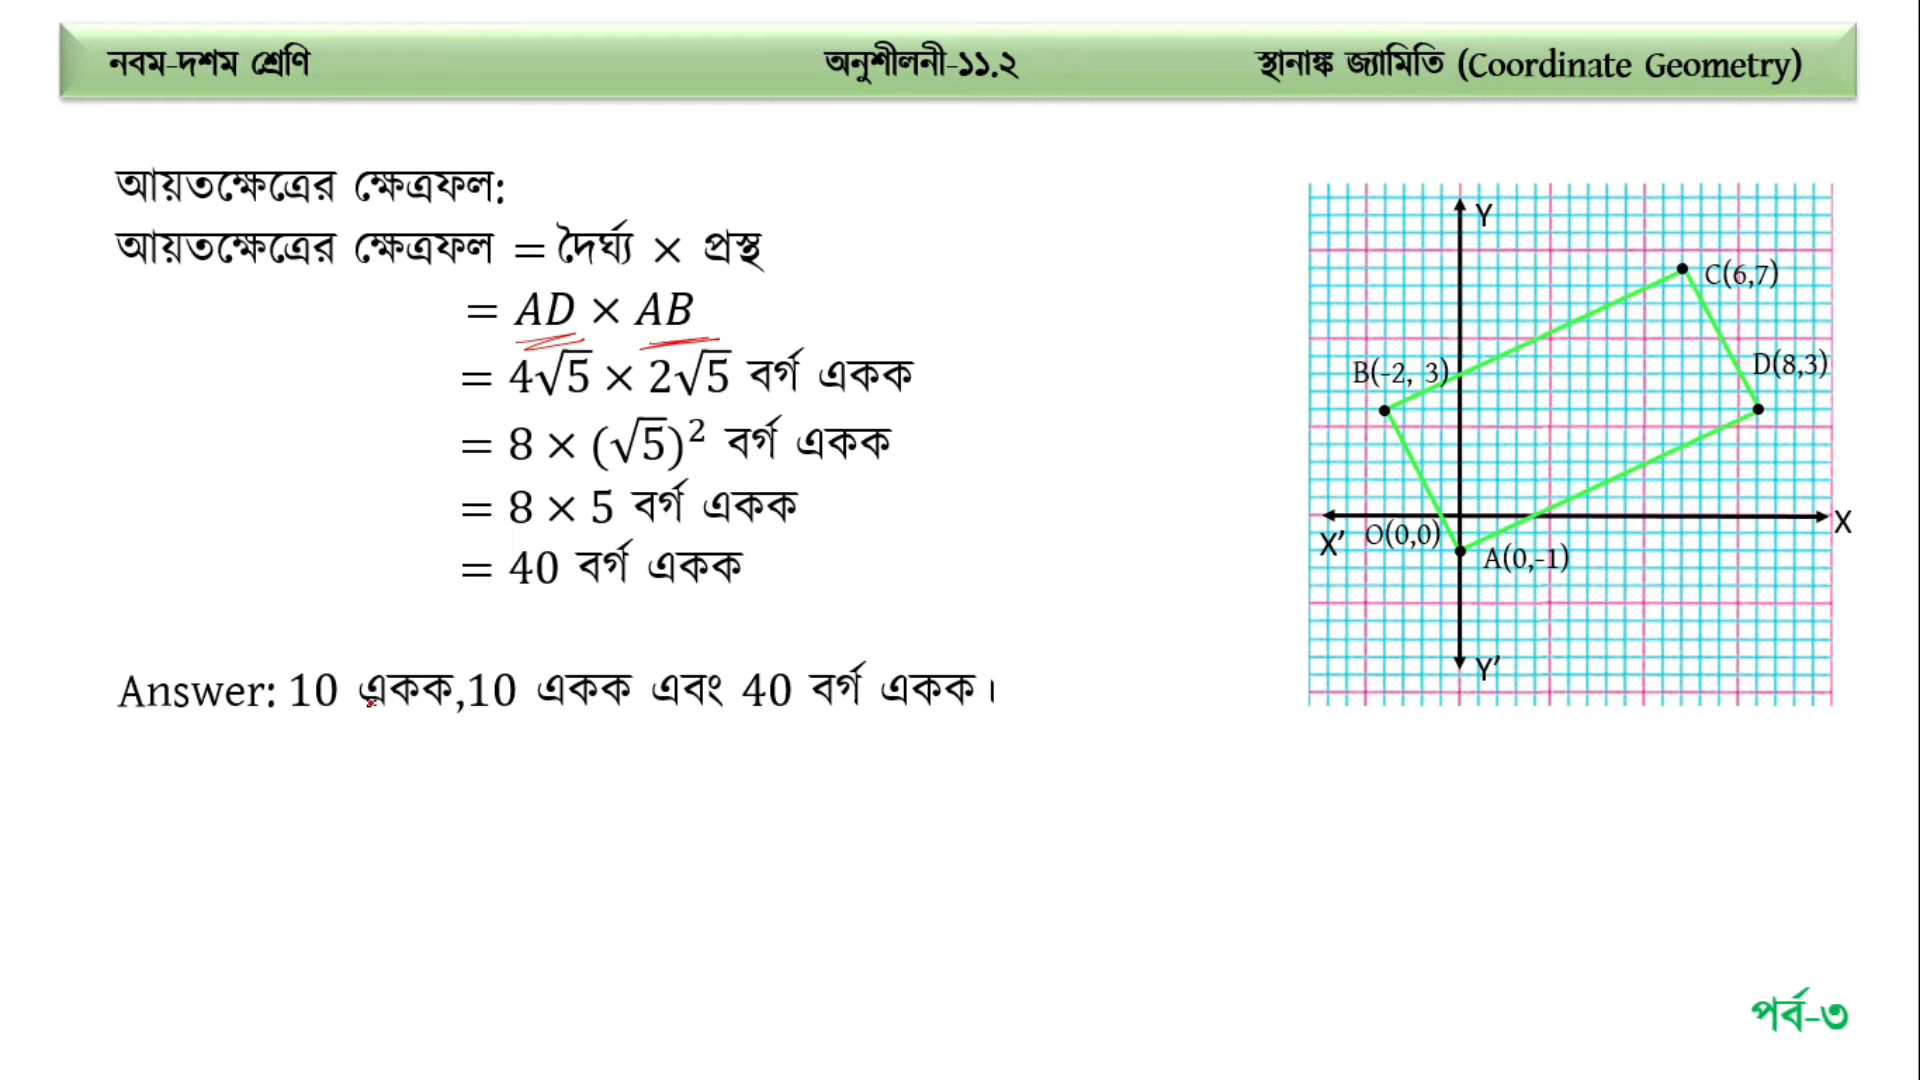 নবম-দশম শ্রেণি অনুশীলনী-১১.২ স্থানাঙ্ক জ্যামিতি (Coordinate Geometry)
আয়তক্ষেত্রের ক্ষেত্রফল:
আয়তক্ষেত্রের ক্ষেত্রফল = দৈর্ঘ্য × প্রস্থ
= AD × AB
= 4√5 × 2√5 বর্গ একক
= 8 × (√5)² বর্গ একক
= 8 × 5 বর্গ একক
= 40 বর্গ একক
Answer: 10 একক,10 একক এবং 40 বর্গ একক।
Y
C(6,7)
B(-2, 3)
D(8,3)
X
X′
O(0,0)
A(0,-1)
Y′
পর্ব-৩